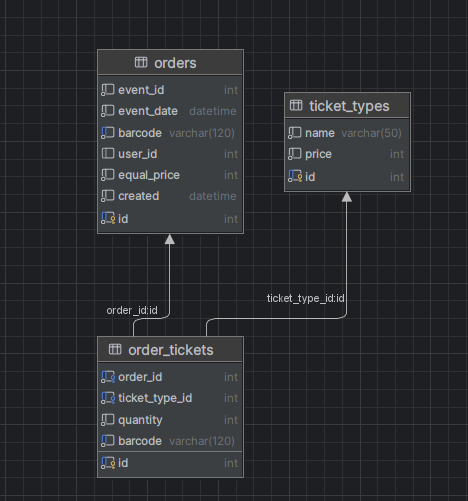 orders
event_id int
event_date datetime
barcode varchar(120)
user_id int
equal_price int
created datetime
id int
ticket_types
name varchar(50)
price int
id int
order_id:id
ticket_type_id:id
order_tickets
order_id int
ticket_type_id int
quantity int
barcode varchar(120)
id int